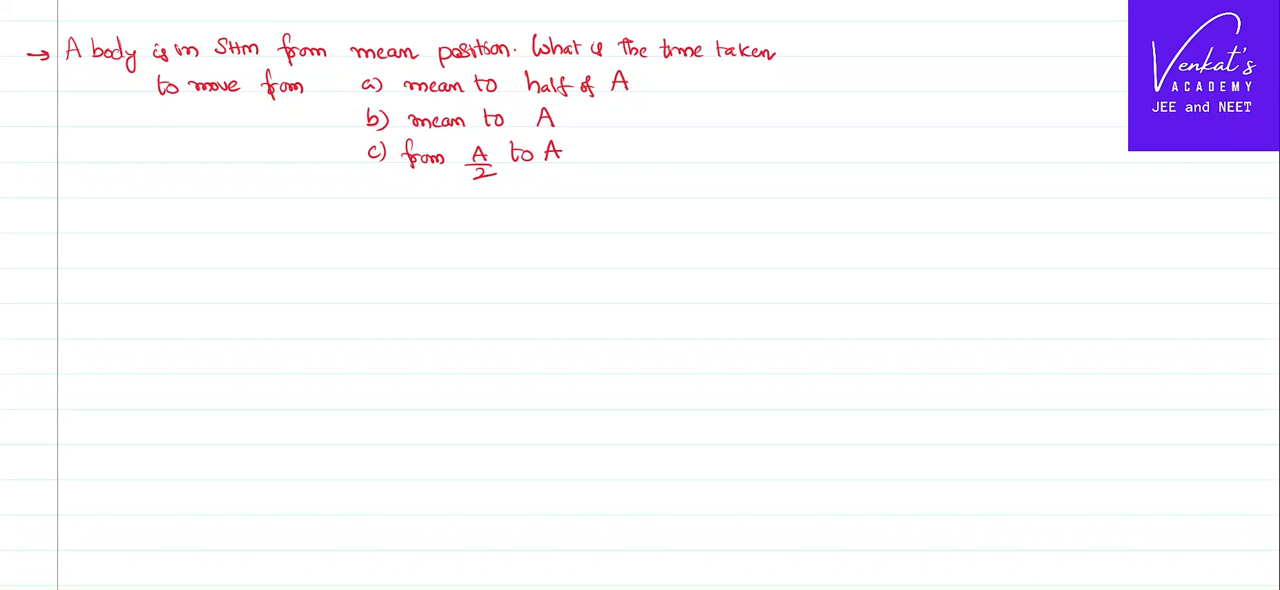 → A body is in SHM from mean position. What is the time taken
to move from a) mean to half of A
b) mean to A
c) from A/2 to A
Venkat's
ACADEMY
JEE and NEET